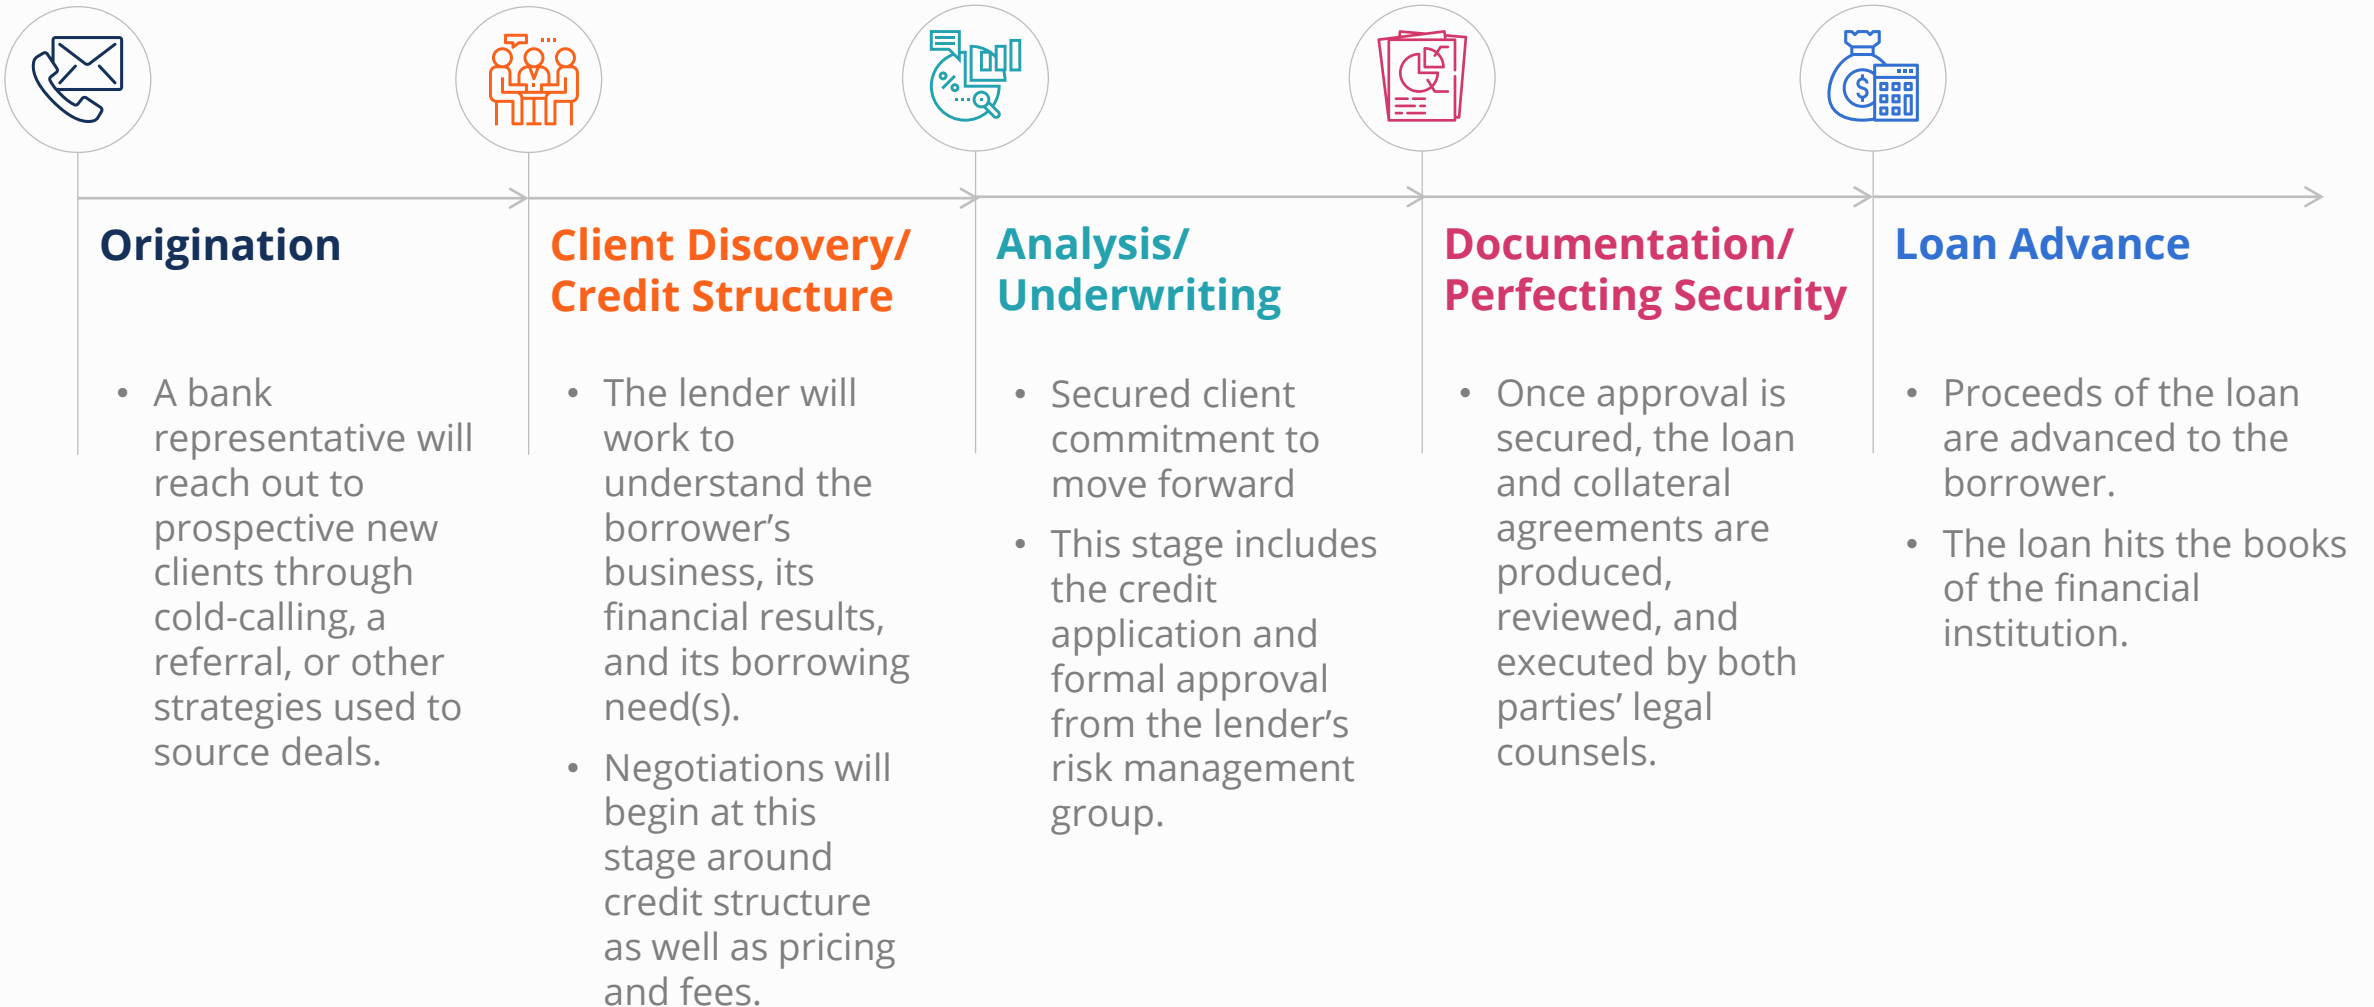 Origination
• A bank
representative will
reach out to
prospective new
clients through
cold-calling, a
referral, or other
strategies used to
source deals.
Client Discovery/
Credit Structure
• The lender will
work to
understand the
borrower’s
business, its
financial results,
and its borrowing
need(s).
• Negotiations will
begin at this
stage around
credit structure
as well as pricing
and fees.
Analysis/
Underwriting
• Secured client
commitment to
move forward
• This stage includes
the credit
application and
formal approval
from the lender’s
risk management
group.
Documentation/
Perfecting Security
• Once approval is
secured, the loan
and collateral
agreements are
produced,
reviewed, and
executed by both
parties’ legal
counsels.
Loan Advance
• Proceeds of the loan
are advanced to the
borrower.
• The loan hits the books
of the financial
institution.